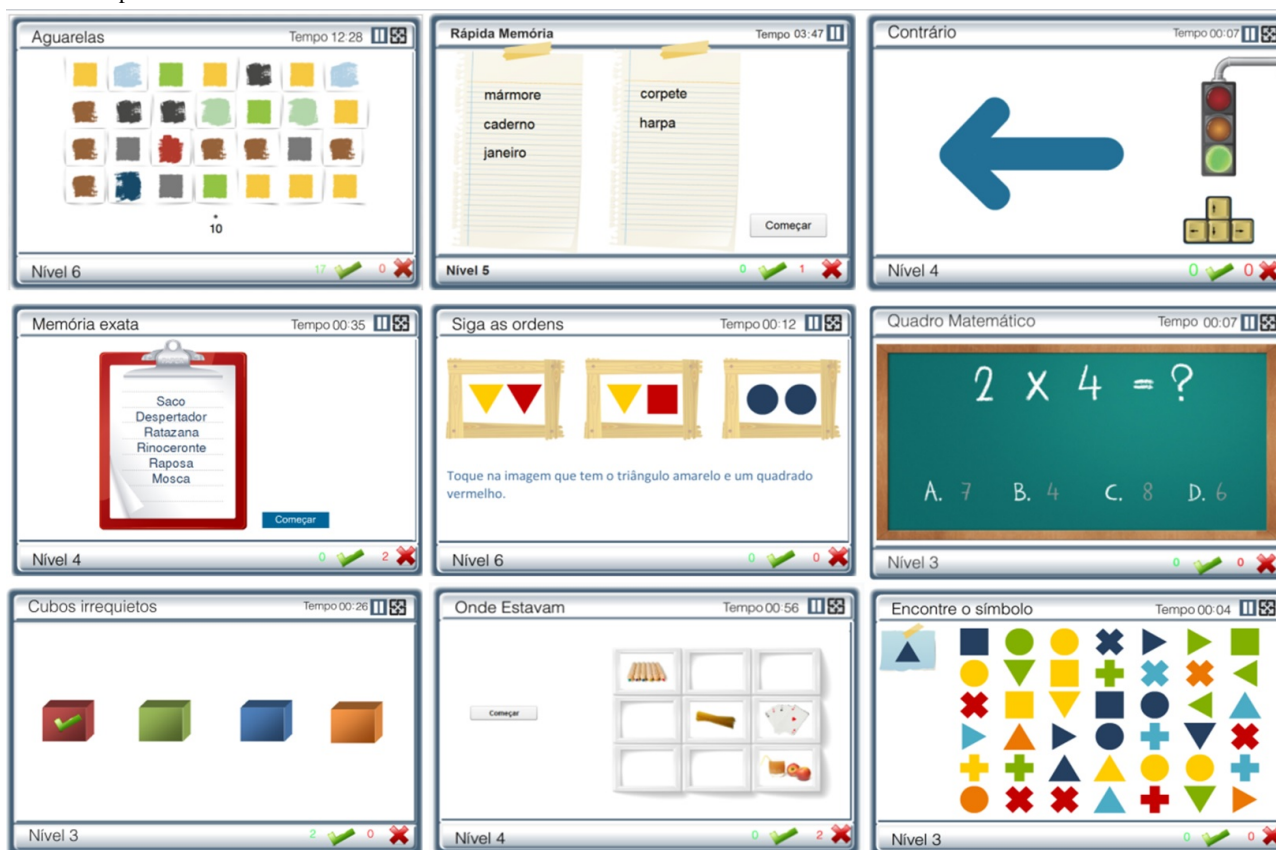 Aguarelas Tempo 12:28
10
Nível 6 17 0
Rápida Memória Tempo 03:47
mármore corpete
caderno harpa
janeiro
Começar
Nível 5 0 1
Contrário Tempo 00:07
Nível 4 0 0
Memória exata Tempo 00:35
Saco
Despertador
Ratazana
Rinoceronte
Raposa
Mosca
Começar
Nível 4 0 2
Siga as ordens Tempo 00:12
Toque na imagem que tem o triângulo amarelo e um quadrado
vermelho.
Nível 6 0 0
Quadro Matemático Tempo 00:07
2 X 4 = ?
A. 7 B. 4 C. 8 D. 6
Nível 3 0 0
Cubos irrequietos Tempo 00:26
Nível 3 2 0
Onde Estavam Tempo 00:56
Começar
Nível 4 0 2
Encontre o símbolo Tempo 00:04
Nível 3 0 0